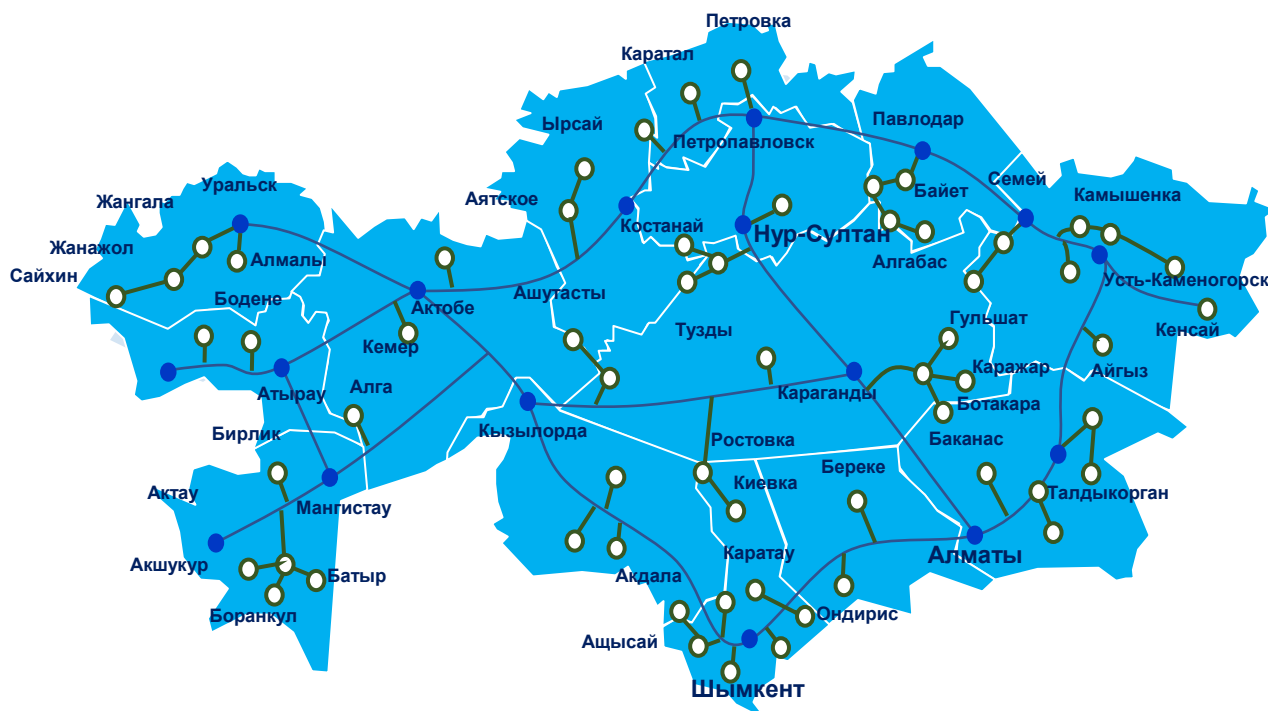 Петровка
Каратал
Павлодар
Ырсай
Петропавловск
Уральск
Семей
Байет
Камышенка
Жангала
Аятское
Костанай
Нур-Султан
Жанажол
Алмалы
Алгабас
Сайхин
Усть-Каменогорск
Бодене
Ашутасты
Актобе
Гульшат
Тузды
Кенсай
Кемер
Каражар
Айгыз
Алга
Атырау
Караганды
Ботакара
Бирлик
Кызылорда
Ростовка
Баканас
Береке
Киевка
Актау
Талдыкорган
Мангистау
Каратау
Алматы
Акшукур
Батыр
Акдала
Боранкул
Ондирис
Ащысай
Шымкент